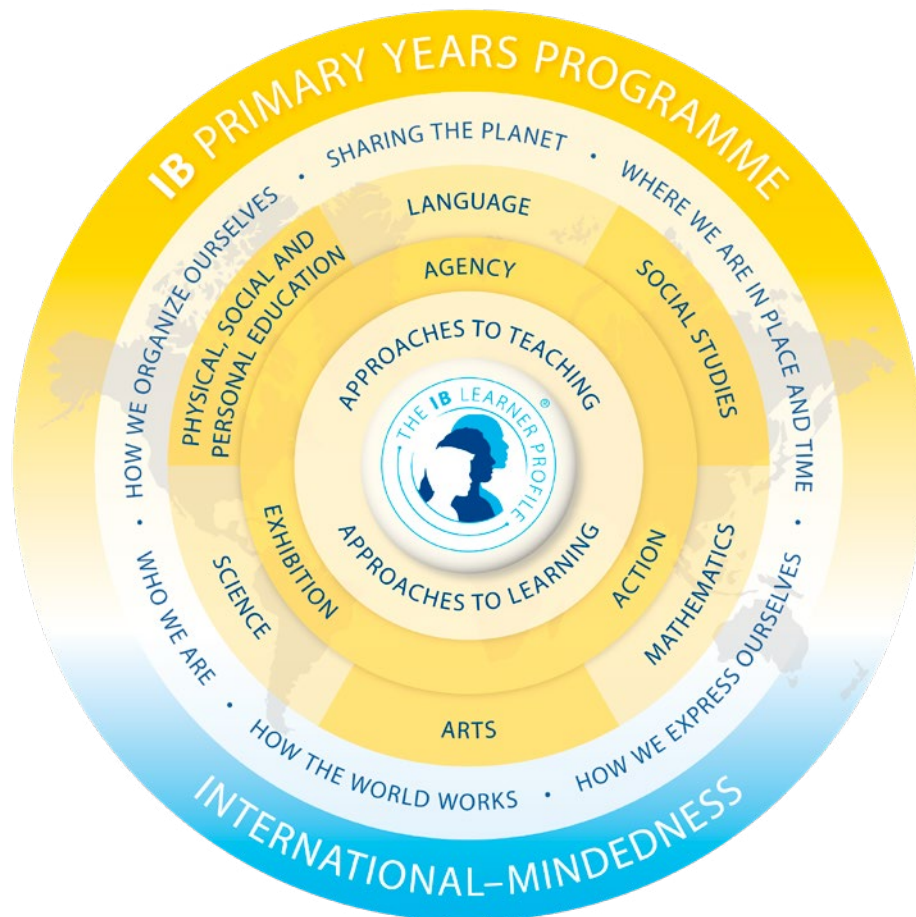 IB PRIMARY YEARS PROGRAMME
SHARING THE PLANET
•
WHERE WE ARE IN PLACE AND TIME
•
HOW WE EXPRESS OURSELVES
•
HOW THE WORLD WORKS
•
WHO WE ARE
•
HOW WE ORGANIZE OURSELVES
•
LANGUAGE
SOCIAL STUDIES
MATHEMATICS
ARTS
SCIENCE
PHYSICAL, SOCIAL AND
PERSONAL EDUCATION
AGENCY
ACTION
EXHIBITION
APPROACHES TO TEACHING
APPROACHES TO LEARNING
THE IB LEARNER PROFILE ®
INTERNATIONAL–MINDEDNESS